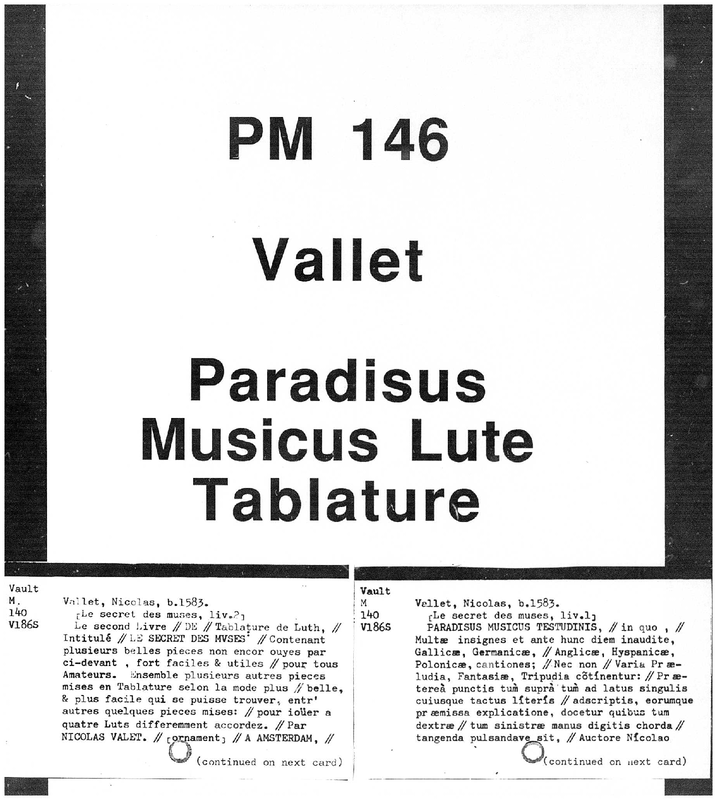 PM 146
Vallet
Paradisus
Musicus Lute
Tablature
Vault
M.
140
V186S
Vallet, Nicolas, b.1583.
[Le secret des muses, liv.2]
Le second Livre // DE // Tablature de Luth, //
Intitulé // LE SECRET DES MVSES // Contenant
plusieurs belles pieces non encor ouyes par
ci-devant , fort faciles & utiles // pour tous
Amateurs. Ensemble plusieurs autres pieces
mises en Tablature selon la mode plus // belle,
& plus facile qui se puisse trouver, entr'
autres quelques pieces mises: // pour ioüer a
quatre Luts differemment accordez. // Par
NICOLAS VALET. // [ornament] // A AMSTERDAM, //
(continued on next card)
Vault
M
140
V186S
Vallet, Nicolas, b.1583.
[Le secret des muses, liv.1]
PARADISUS MUSICUS TESTUDINIS, // in quo , //
Multæ insignes et ante hunc diem inaudite,
Gallicæ, Germanicæ, // Anglicæ, Hyspanicæ,
Polonicæ, cantiones; // Nec non // Varia Præ-
ludia, Fantasiæ, Tripudia cõtinentur: // Præ-
tereà punctis tum suprà tum ad latus singulis
cuiusque tactus literis // adscriptis, eorumque
præmissa explicatione, docetur quibus tum
dextræ // tum sinistræ manus digitis chorda //
tangenda pulsandave sit, // Auctore Nicolao
(continued on next card)